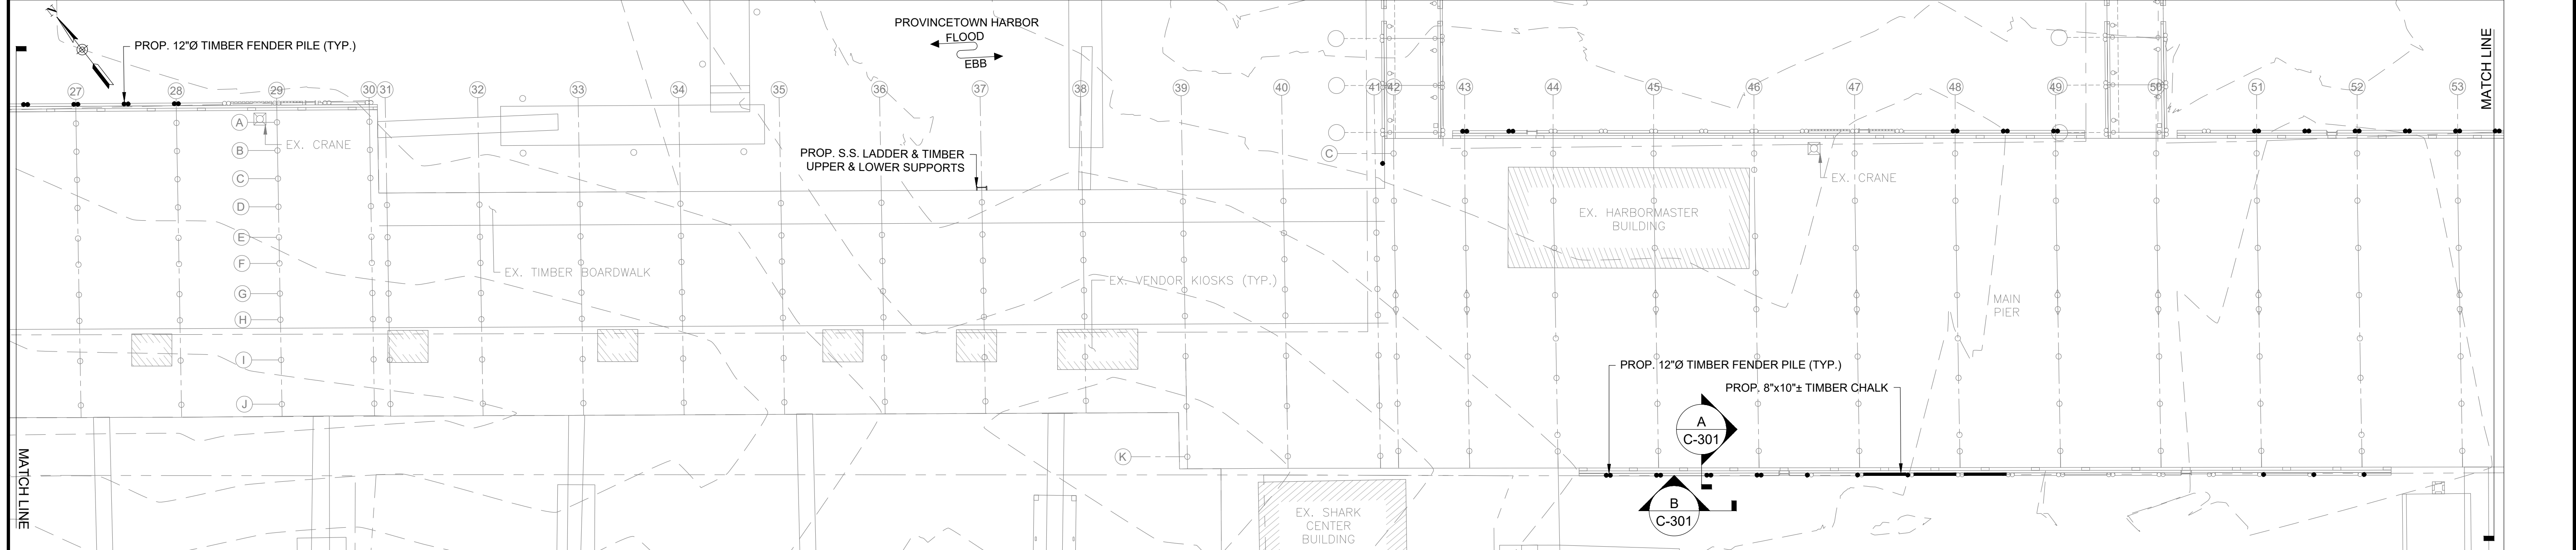 N
PROP. 12"Ø TIMBER FENDER PILE (TYP.)
PROVINCETOWN HARBOR
FLOOD
EBB
MATCH LINE
27
28
29
30
31
32
33
34
35
36
37
38
39
40
41
42
43
44
45
46
47
48
49
50
51
52
53
A
B
C
D
E
F
G
H
I
J
EX. CRANE
PROP. S.S. LADDER & TIMBER
UPPER & LOWER SUPPORTS
C
EX. CRANE
EX. HARBORMASTER
BUILDING
EX. TIMBER BOARDWALK
EX. VENDOR KIOSKS (TYP.)
MAIN
PIER
PROP. 12"Ø TIMBER FENDER PILE (TYP.)
PROP. 8"x10"± TIMBER CHALK
A
C-301
B
C-301
K
EX. SHARK
CENTER
BUILDING
MATCH LINE